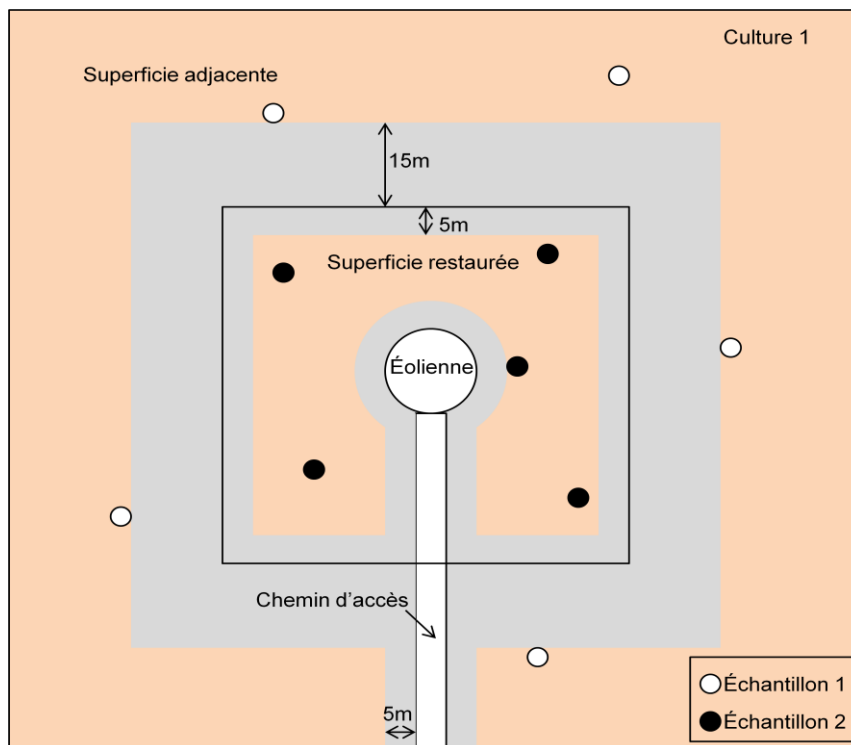 Culture 1
Superficie adjacente
15m
5m
Superficie restaurée
Éolienne
Chemin d'accès
5m
Échantillon 1
Échantillon 2